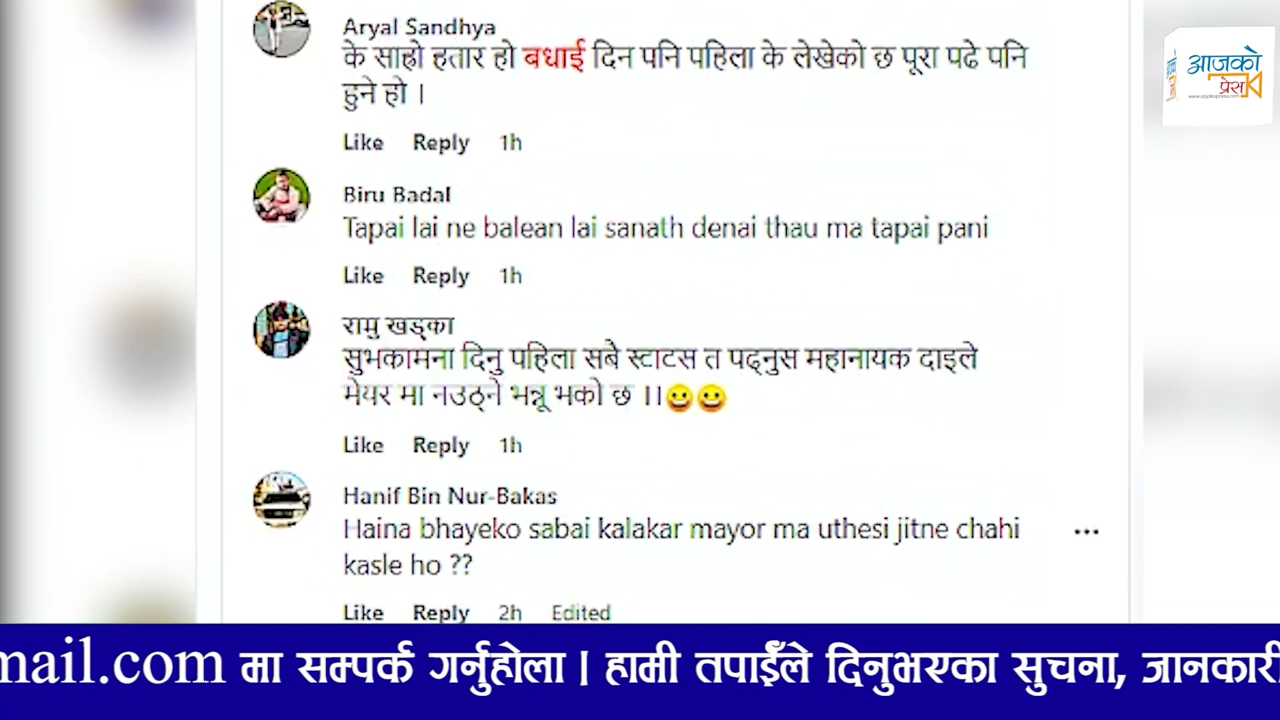 Aryal Sandhya
के साह्रो हतार हो बधाई दिन पनि पहिला के लेखेको छ पूरा पढे पनि
हुने हो ।
Like Reply 1h
Biru Badal
Tapai lai ne balean lai sanath denai thau ma tapai pani
Like Reply 1h
रामु खड्का
सुभकामना दिनु पहिला सबै स्टाटस त पढ्नुस महानायक दाइले
मेयर मा नउठ्ने भन्नू भको छ ।।😀😀
Like Reply 1h
Hanif Bin Nur-Bakas
Haina bhayeko sabai kalakar mayor ma uthesi jitne chahi
kasle ho ??
Like Reply 2h Edited
आजको
प्रेस
mail.com मा सम्पर्क गर्नुहोला । हामी तपाईँले दिनुभएका सुचना, जानकारी